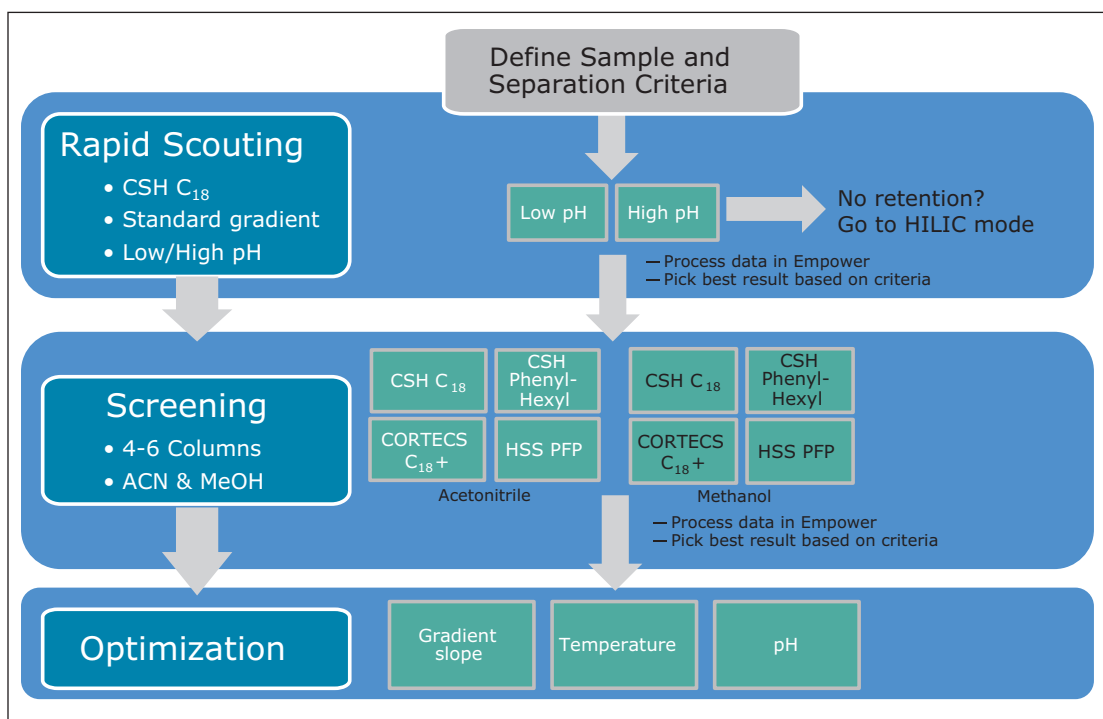 Define Sample and
Separation Criteria
Rapid Scouting
• CSH C18
• Standard gradient
• Low/High pH
Low pH
High pH
No retention?
Go to HILIC mode
— Process data in Empower
— Pick best result based on criteria
Screening
• 4-6 Columns
• ACN & MeOH
CSH C18
CSH
Phenyl-
Hexyl
CORTECS
C18+
HSS PFP
Acetonitrile
CSH C18
CSH
Phenyl-
Hexyl
CORTECS
C18+
HSS PFP
Methanol
— Process data in Empower
— Pick best result based on criteria
Optimization
Gradient
slope
Temperature
pH